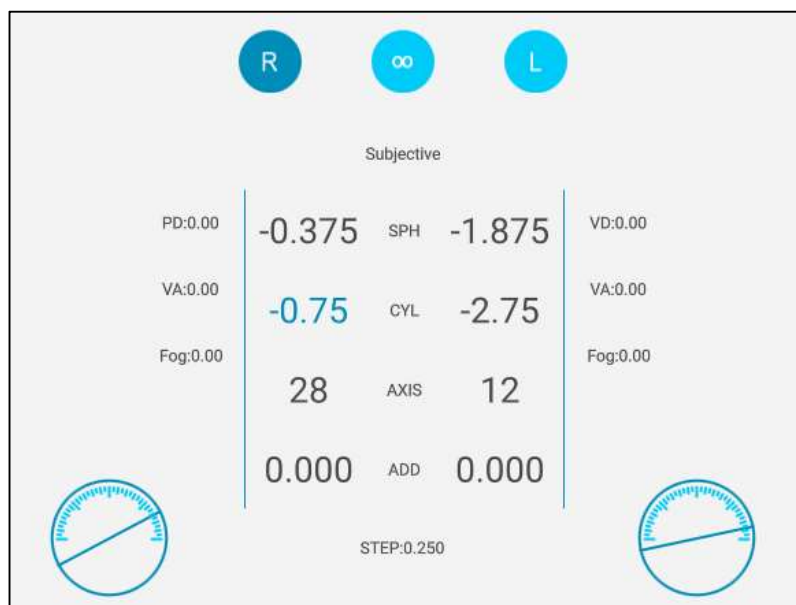 R ∞ L
Subjective
PD:0.00 -0.375 SPH -1.875 VD:0.00
VA:0.00 -0.75 CYL -2.75 VA:0.00
Fog:0.00 Fog:0.00
28 AXIS 12
0.000 ADD 0.000
STEP:0.250